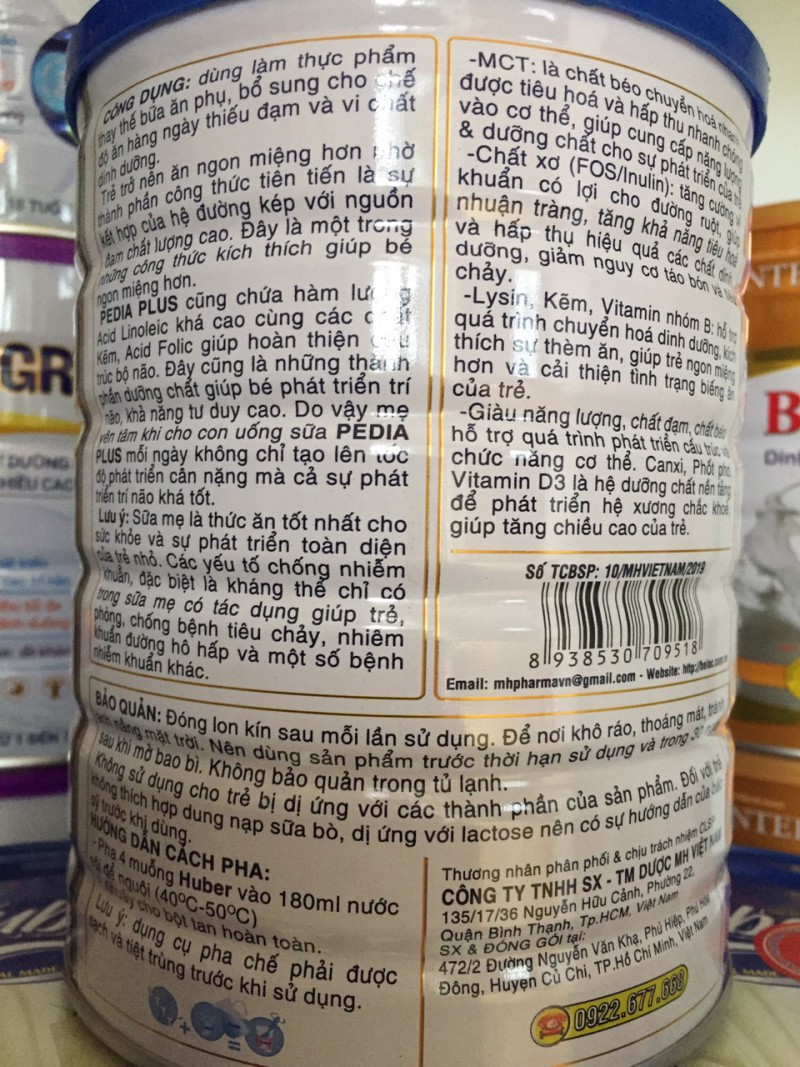 CÔNG DỤNG: dùng làm thực phẩm
thay thế bữa ăn phụ, bổ sung cho chế
độ ăn hàng ngày thiếu đạm và vi chất
dinh dưỡng.
Trẻ trở nên ăn ngon miệng hơn nhờ
thành phần công thức tiên tiến là sự
kết hợp của hệ đường kép với nguồn
đạm chất lượng cao. Đây là một trong
những công thức kích thích giúp bé
ngon miệng hơn.
PEDIA PLUS cũng chứa hàm lượng
Acid Linoleic khá cao cùng các chất
Kẽm, Acid Folic giúp hoàn thiện cấu
trúc bộ não. Đây cũng là những thành
phần dưỡng chất giúp bé phát triển trí
não, khả năng tư duy cao. Do vậy mẹ
yên tâm khi cho con uống sữa PEDIA
PLUS mỗi ngày không chỉ tạo lên tốc
độ phát triển cân nặng mà cả sự phát
triển trí não khá tốt.
Lưu ý: Sữa mẹ là thức ăn tốt nhất cho
sức khỏe và sự phát triển toàn diện
của trẻ nhỏ. Các yếu tố chống nhiễm
khuẩn, đặc biệt là kháng thể chỉ có
trong sữa mẹ có tác dụng giúp trẻ,
phòng, chống bệnh tiêu chảy, nhiêm
khuẩn đường hô hấp và một số bệnh
nhiễm khuẩn khác.
-MCT: là chất béo chuyển hoá nhanh
được tiêu hoá và hấp thụ nhanh chóng
vào cơ thể, giúp cung cấp năng lượng
& dưỡng chất cho sự phát triển của trẻ
-Chất xơ (FOS/Inulin): tăng cường vi
khuẩn có lợi cho đường ruột, giúp
nhuận tràng, tăng khả năng tiêu hoá
và hấp thụ hiệu quả các chất dinh
dưỡng, giảm nguy cơ táo bón và tiêu
chảy.
-Lysin, Kẽm, Vitamin nhóm B: hỗ trợ
quá trình chuyển hoá dinh dưỡng, kích
thích sự thèm ăn, giúp trẻ ngon miệng
hơn và cải thiện tình trạng biếng ăn
của trẻ.
-Giàu năng lượng, chất đạm, chất béo
hỗ trợ quá trình phát triển cấu trúc và
chức năng cơ thể. Canxi, Phốt pho,
Vitamin D3 là hệ dưỡng chất nền tảng
để phát triển hệ xương chắc khoẻ,
giúp tăng chiều cao của trẻ.
Số TCBSP: 10/MHVIETNAM/2019
8 938530 709518
Email: mhpharmavn@gmail.com - Website: http://
BẢO QUẢN: Đóng lon kín sau mỗi lần sử dụng. Để nơi khô ráo, thoáng mát, tránh
ánh nắng mặt trời. Nên dùng sản phẩm trước thời hạn sử dụng và trong 30
sau khi mở bao bì. Không bảo quản trong tủ lạnh.
Không sử dụng cho trẻ bị dị ứng với các thành phần của sản phẩm. Đối với trẻ
không thích hợp dung nạp sữa bò, dị ứng với lactose nên có sự hướng dẫn của bác
sỹ trước khi dùng.
HƯỚNG DẪN CÁCH PHA:
- Pha 4 muỗng Huber vào 180ml nước
để nguội (40°C-50°C)
cho bột tan hoàn toàn.
Lưu ý: dụng cụ pha chế phải được
sạch và tiệt trùng trước khi sử dụng.
Thương nhân phân phối & chịu trách nhiệm CLSP
CÔNG TY TNHH SX - TM DƯỢC MH VIỆT NAM
135/17/36 Nguyễn Hữu Cảnh, Phường 22,
Quận Bình Thạnh, Tp.HCM, Việt Nam
SX & ĐÓNG GÓI tại:
472/2 Đường Nguyễn Văn Khạ, Phú Hiệp, Phú Hoà
Đông, Huyện Củ Chi, TP.Hồ Chí Minh, Việt Nam
0922.677.668
18 TUỔ
GR